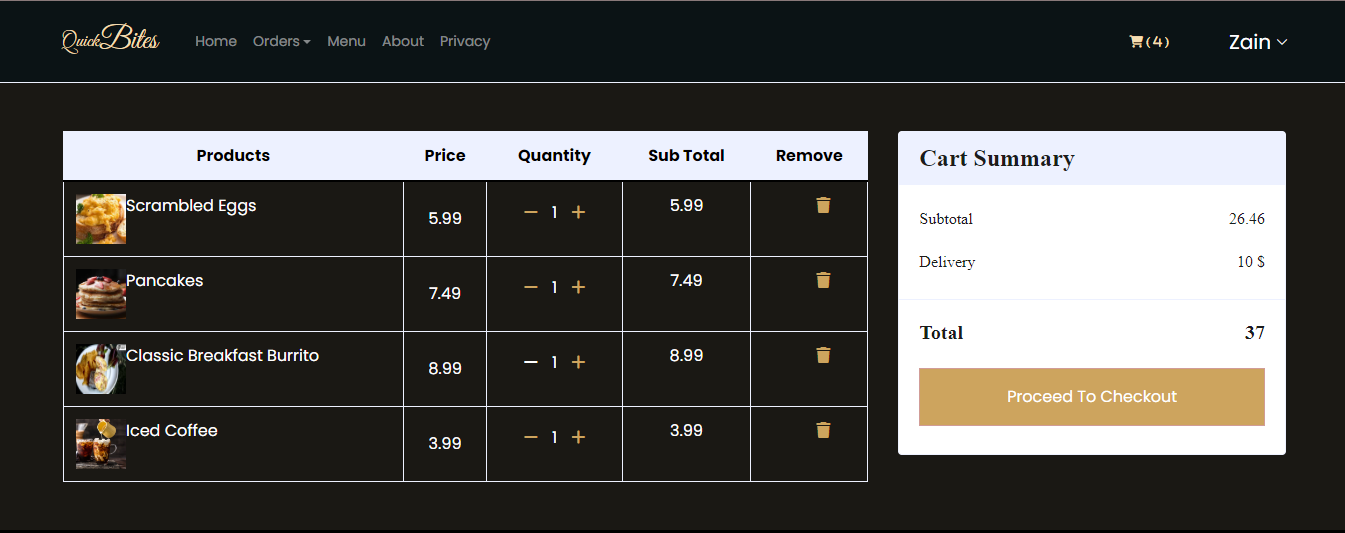 QuickBites Home Orders Menu About Privacy (4) Zain
Products Price Quantity Sub Total Remove
Scrambled Eggs 5.99 − 1 + 5.99
Pancakes 7.49 − 1 + 7.49
Classic Breakfast Burrito 8.99 − 1 + 8.99
Iced Coffee 3.99 − 1 + 3.99
Cart Summary
Subtotal 26.46
Delivery 10 $
Total 37
Proceed To Checkout